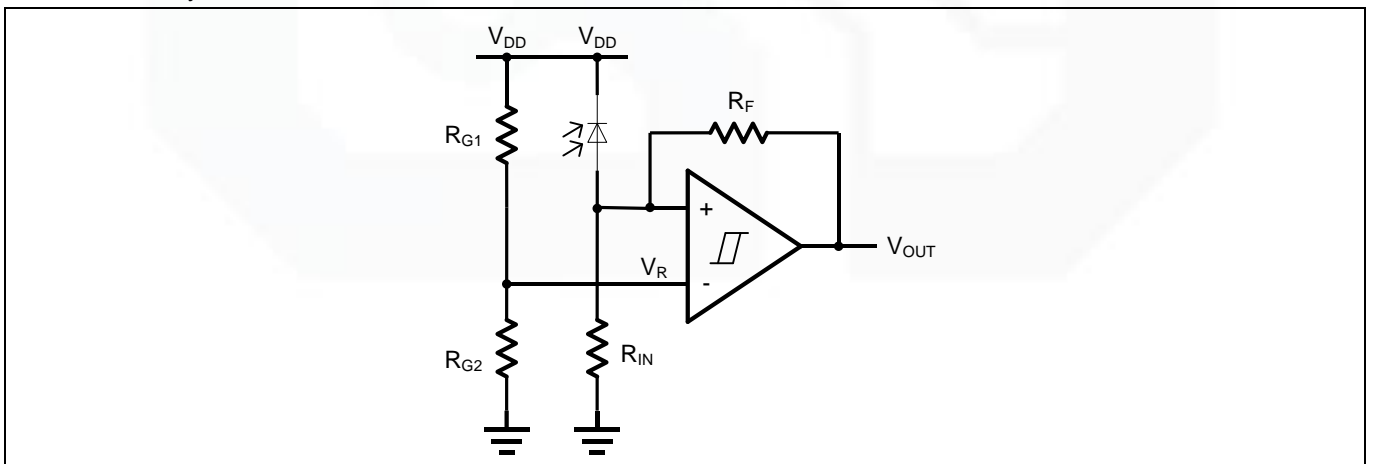 V_DD V_DD
R_F
R_G1
+
V_OUT
V_R
-
R_G2
R_IN